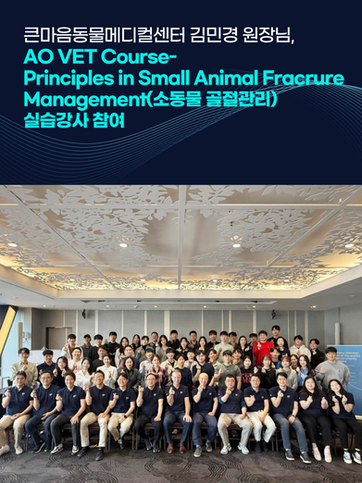 큰마음동물메디컬센터 김민경 원장님,
AO VET Course-
Principles in Small Animal Fracrure
Management(소동물 골절관리)
실습강사 참여